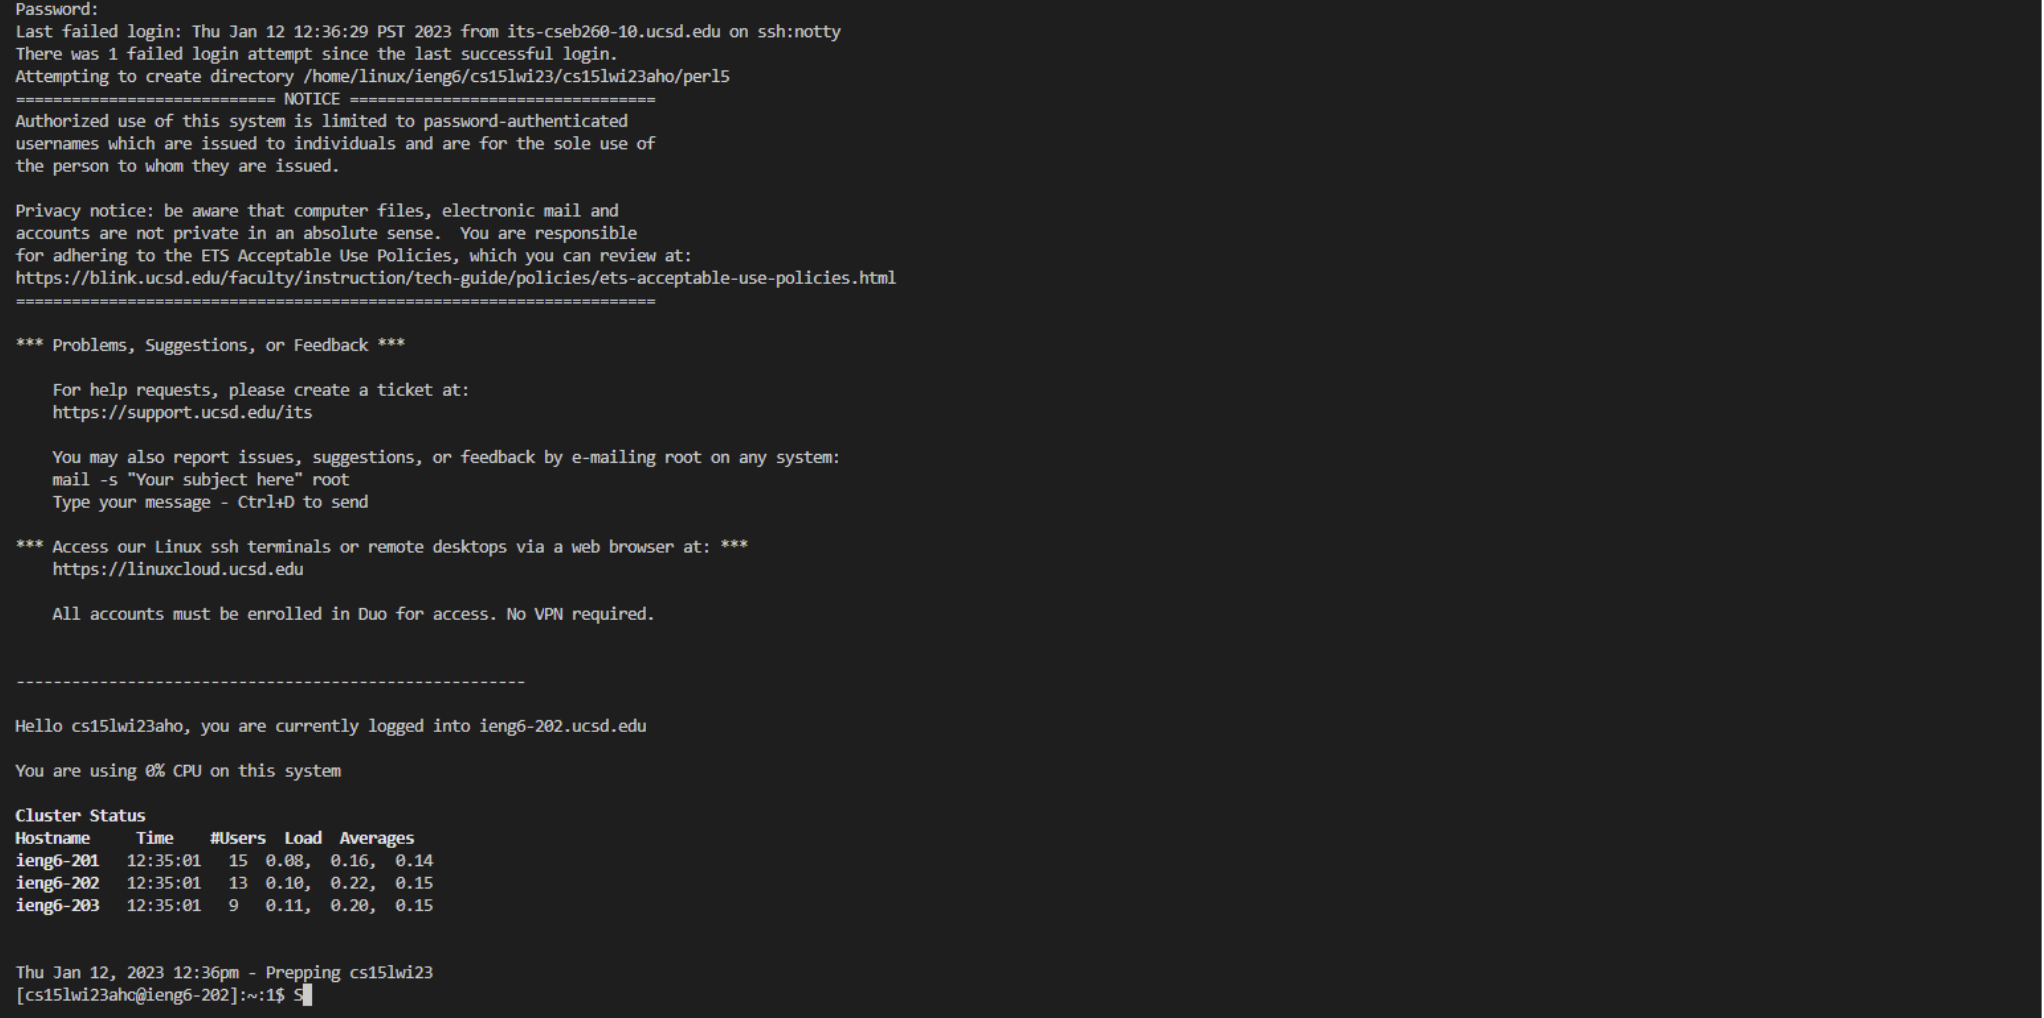 Password:
Last failed login: Thu Jan 12 12:36:29 PST 2023 from its-cseb260-10.ucsd.edu on ssh:notty
There was 1 failed login attempt since the last successful login.
Attempting to create directory /home/linux/ieng6/cs15lwi23/cs15lwi23aho/perl5
============================ NOTICE =================================
Authorized use of this system is limited to password-authenticated
usernames which are issued to individuals and are for the sole use of
the person to whom they are issued.

Privacy notice: be aware that computer files, electronic mail and
accounts are not private in an absolute sense.  You are responsible
for adhering to the ETS Acceptable Use Policies, which you can review at:
https://blink.ucsd.edu/faculty/instruction/tech-guide/policies/ets-acceptable-use-policies.html
=====================================================================

*** Problems, Suggestions, or Feedback ***

    For help requests, please create a ticket at:
    https://support.ucsd.edu/its

    You may also report issues, suggestions, or feedback by e-mailing root on any system:
    mail -s "Your subject here" root
    Type your message - Ctrl+D to send

*** Access our Linux ssh terminals or remote desktops via a web browser at: ***
    https://linuxcloud.ucsd.edu

    All accounts must be enrolled in Duo for access. No VPN required.

-------------------------------------------------------

Hello cs15lwi23aho, you are currently logged into ieng6-202.ucsd.edu

You are using 0% CPU on this system

Cluster Status
Hostname     Time    #Users  Load  Averages
ieng6-201   12:35:01   15  0.08,  0.16,  0.14
ieng6-202   12:35:01   13  0.10,  0.22,  0.15
ieng6-203   12:35:01   9   0.11,  0.20,  0.15

Thu Jan 12, 2023 12:36pm - Prepping cs15lwi23
[cs15lwi23aho@ieng6-202]:~:1$ S